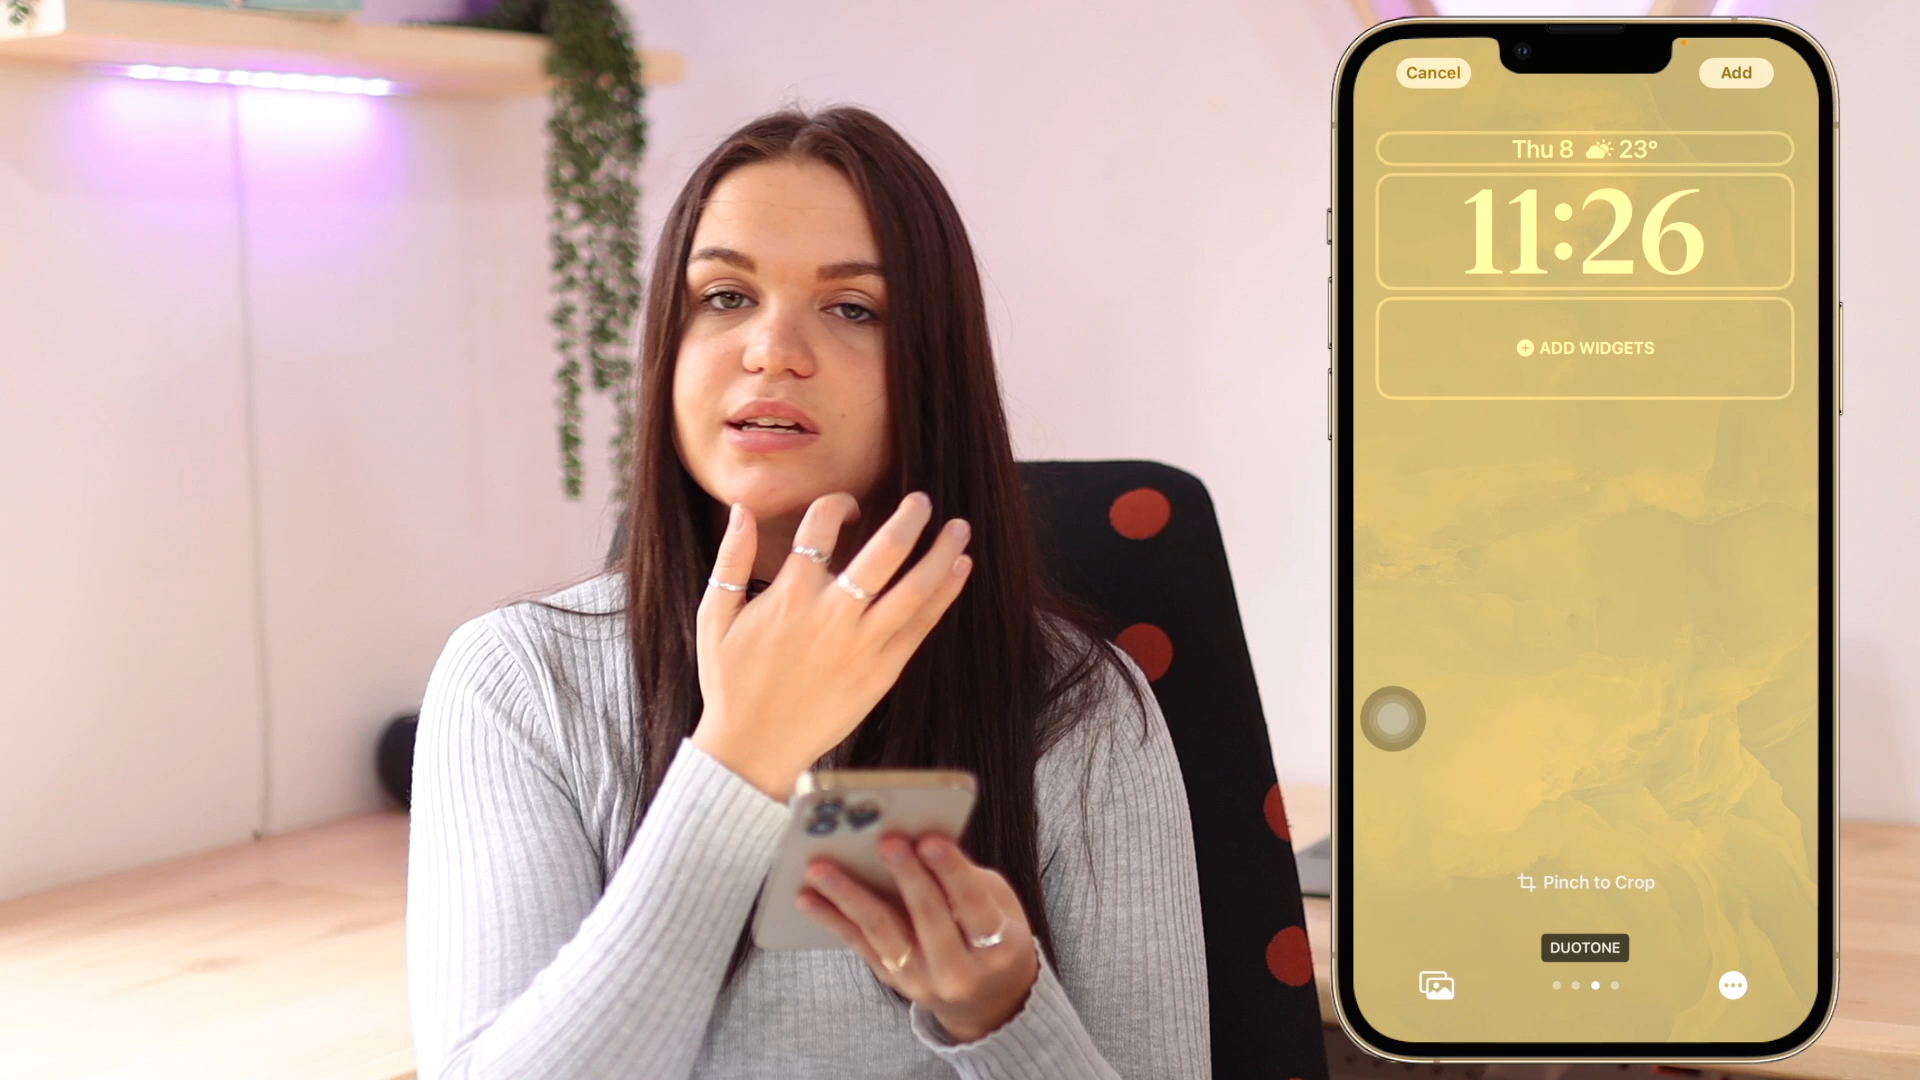 Cancel
Add
Thu 8 23°
11:26
ADD WIDGETS
Pinch to Crop
DUOTONE